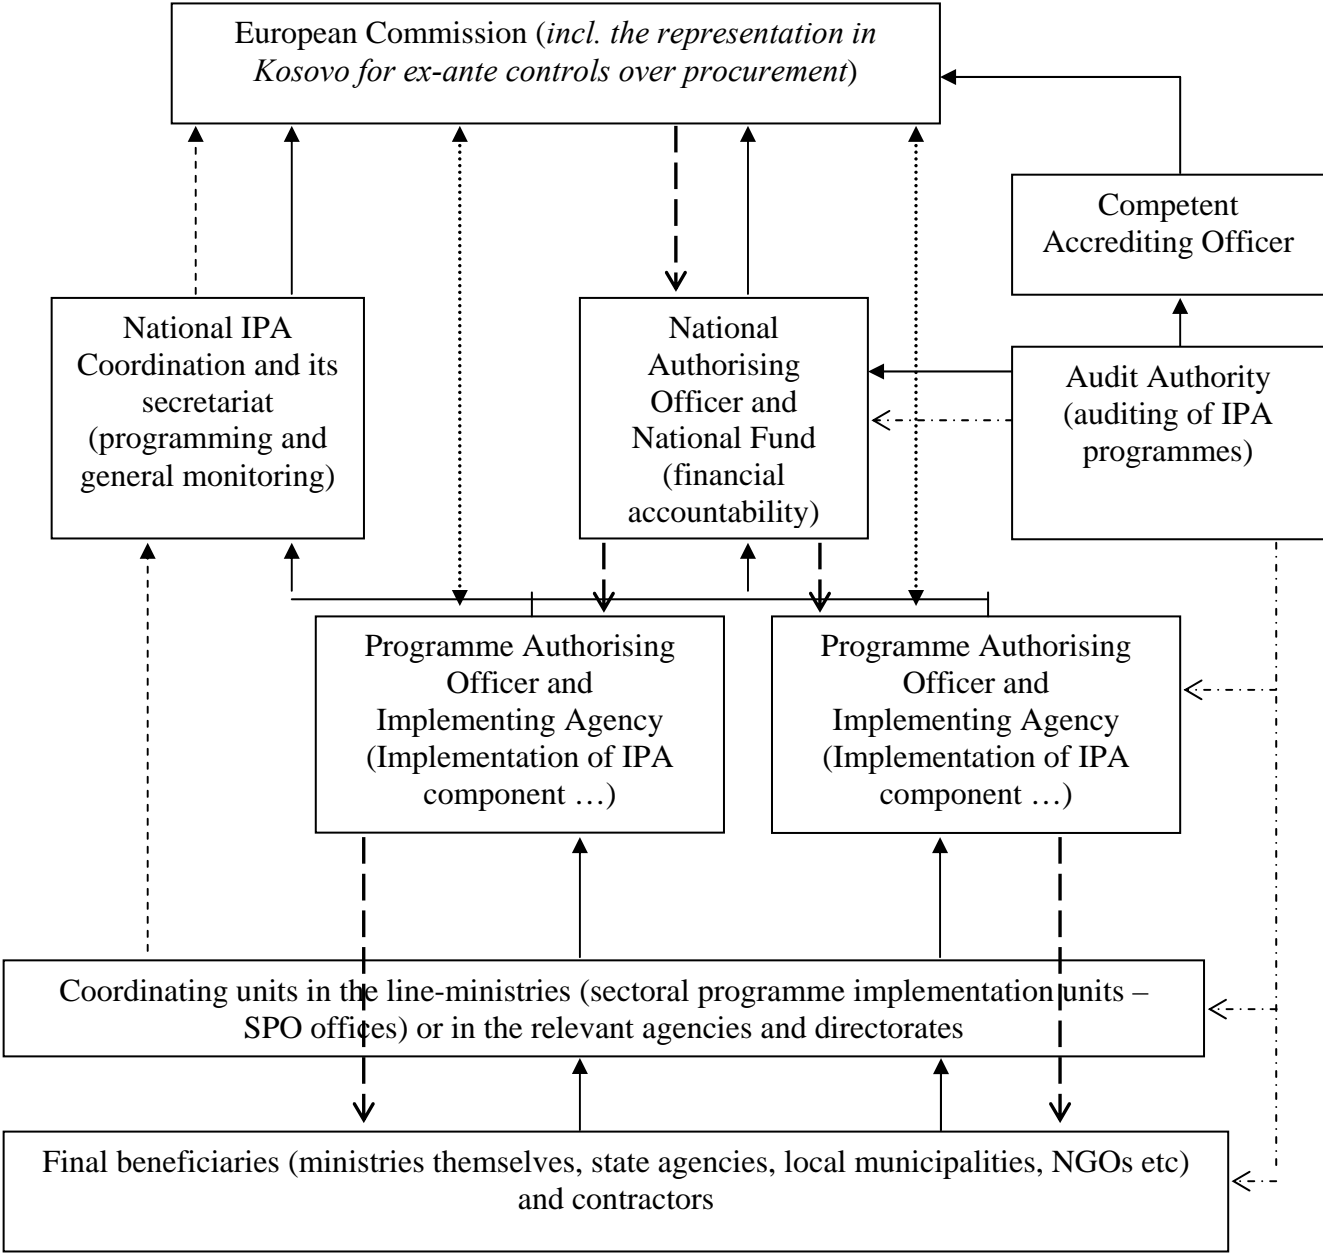 European Commission (incl. the representation in
Kosovo for ex-ante controls over procurement)
Competent
Accrediting Officer
National IPA
Coordination and its
secretariat
(programming and
general monitoring)
National
Authorising
Officer and
National Fund
(financial
accountability)
Audit Authority
(auditing of IPA
programmes)
Programme Authorising
Officer and
Implementing Agency
(Implementation of IPA
component …)
Programme Authorising
Officer and
Implementing Agency
(Implementation of IPA
component …)
Coordinating units in the line-ministries (sectoral programme implementation units –
SPO offices) or in the relevant agencies and directorates
Final beneficiaries (ministries themselves, state agencies, local municipalities, NGOs etc)
and contractors